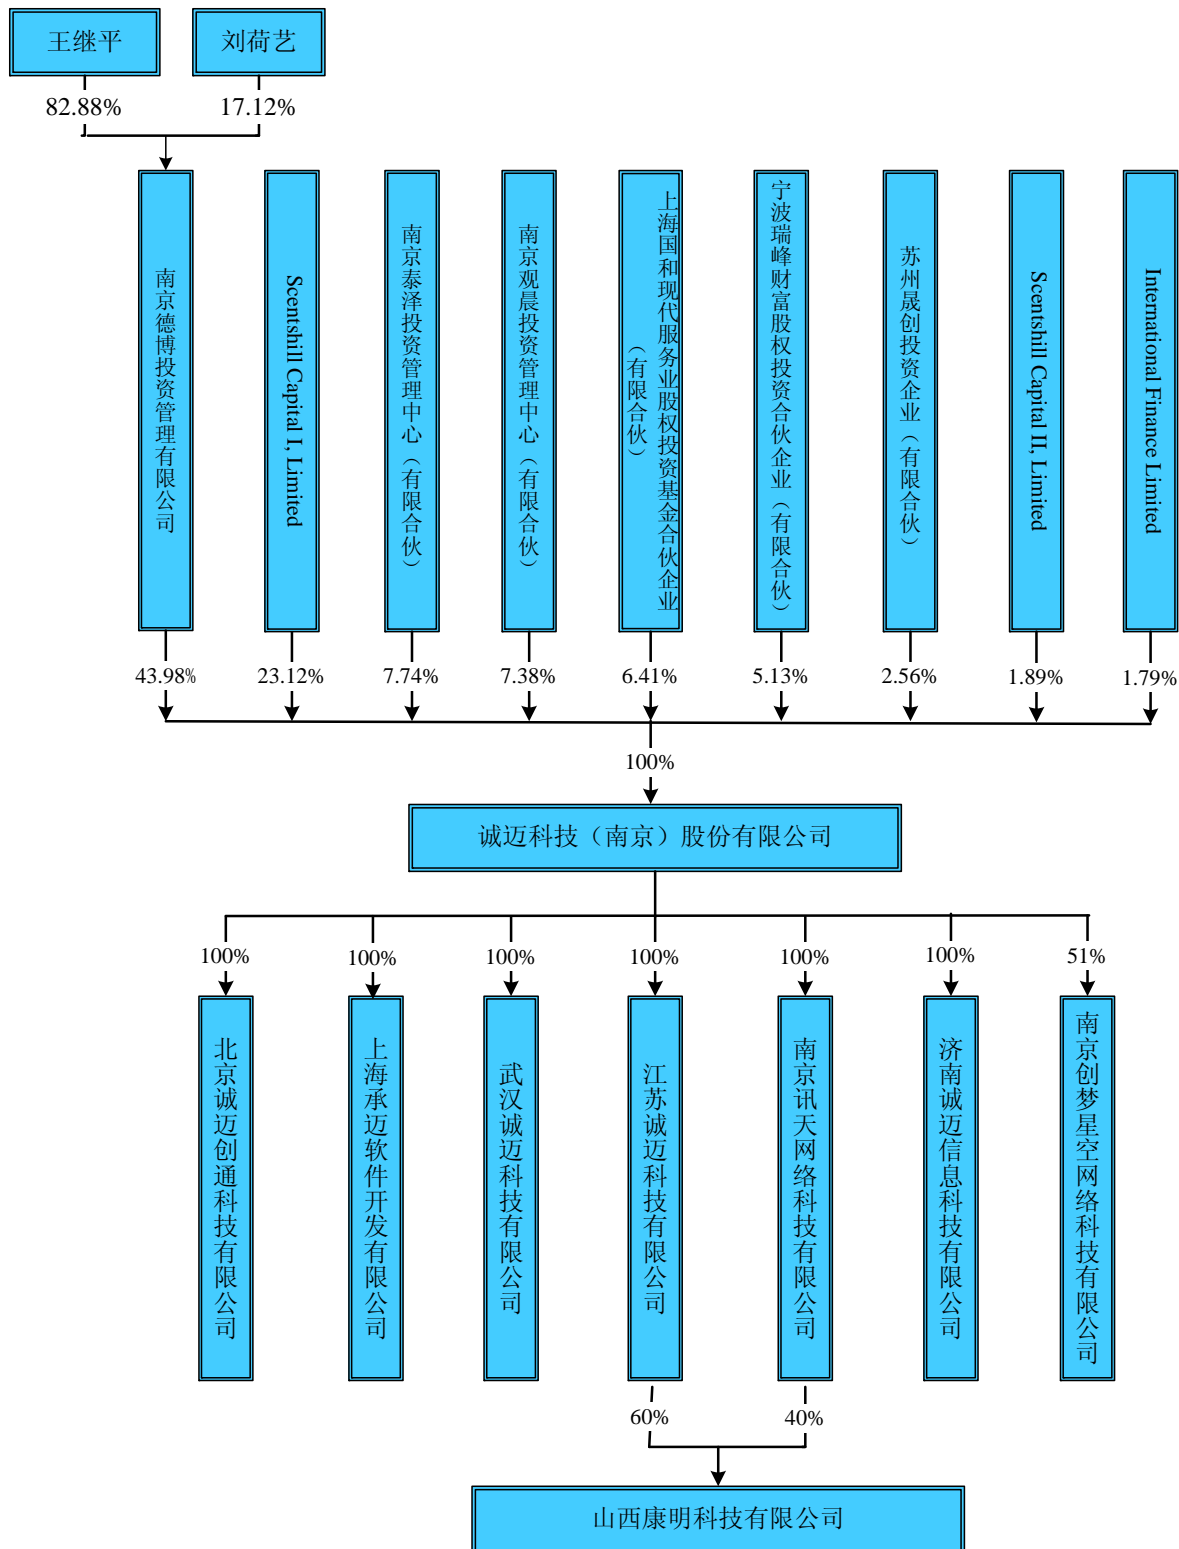 王继平
刘荷艺
82.88%
17.12%
南京德博投资管理有限公司
Scentshill Capital I, Limited
南京泰泽投资管理中心（有限合伙）
南京观晨投资管理中心（有限合伙）
上海国和现代服务业股权投资基金合伙企业
（有限合伙）
宁波瑞峰财富股权投资合伙企业（有限合伙）
苏州晟创投资企业（有限合伙）
Scentshill Capital II, Limited
International Finance Limited
43.98%
23.12%
7.74%
7.38%
6.41%
5.13%
2.56%
1.89%
1.79%
100%
诚迈科技（南京）股份有限公司
100%
100%
100%
100%
100%
100%
51%
北京诚迈创通科技有限公司
上海承迈软件开发有限公司
武汉诚迈科技有限公司
江苏诚迈科技有限公司
南京讯天网络科技有限公司
济南诚迈信息科技有限公司
南京创梦星空网络科技有限公司
60%
40%
山西康明科技有限公司